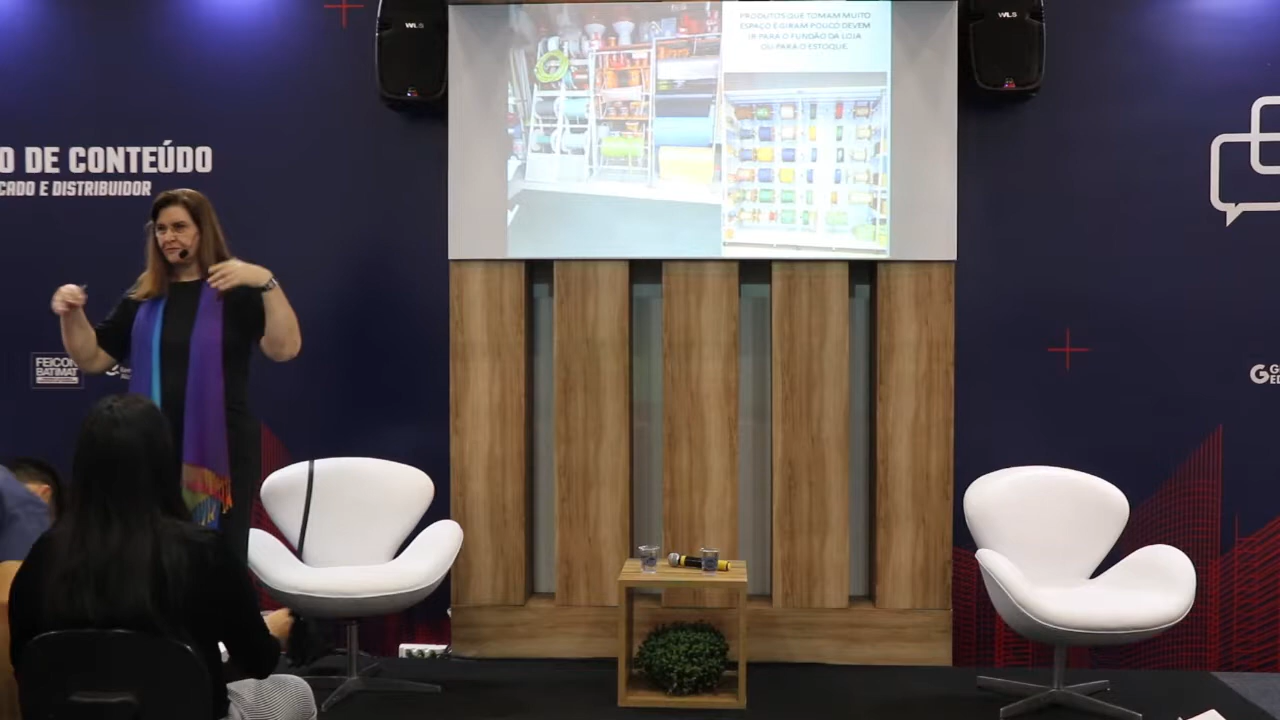 WLS
WLS
PRODUTOS QUE TOMAM MUITO
ESPAÇO E GIRAM POUCO DEVEM
IR PARA O FUNDÃO DA LOJA
OU PARA O ESTOQUE.
O DE CONTEÚDO
CADO E DISTRIBUIDOR
FEICON
BATIMAT